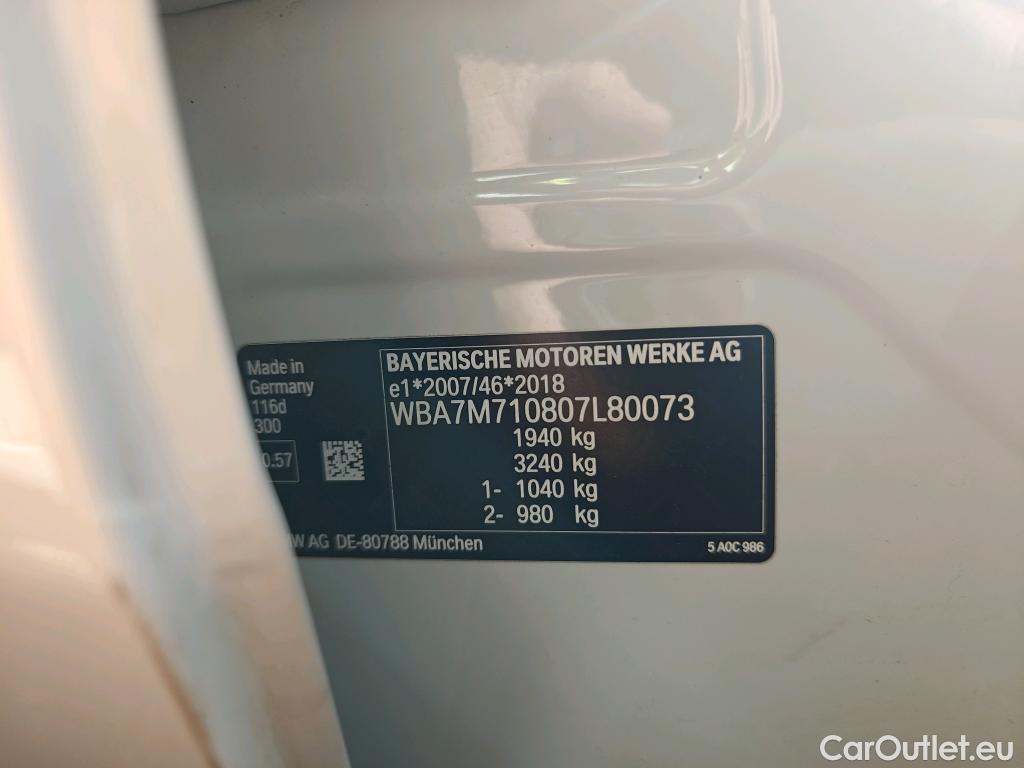 Made in
Germany
116d
300
0.57
BAYERISCHE MOTOREN WERKE AG
e1*2007/46*2018
WBA7M710807L80073
1940 kg
3240 kg
1- 1040 kg
2- 980 kg
AG DE-80788 München
5 A0C 986
CarOutlet.eu